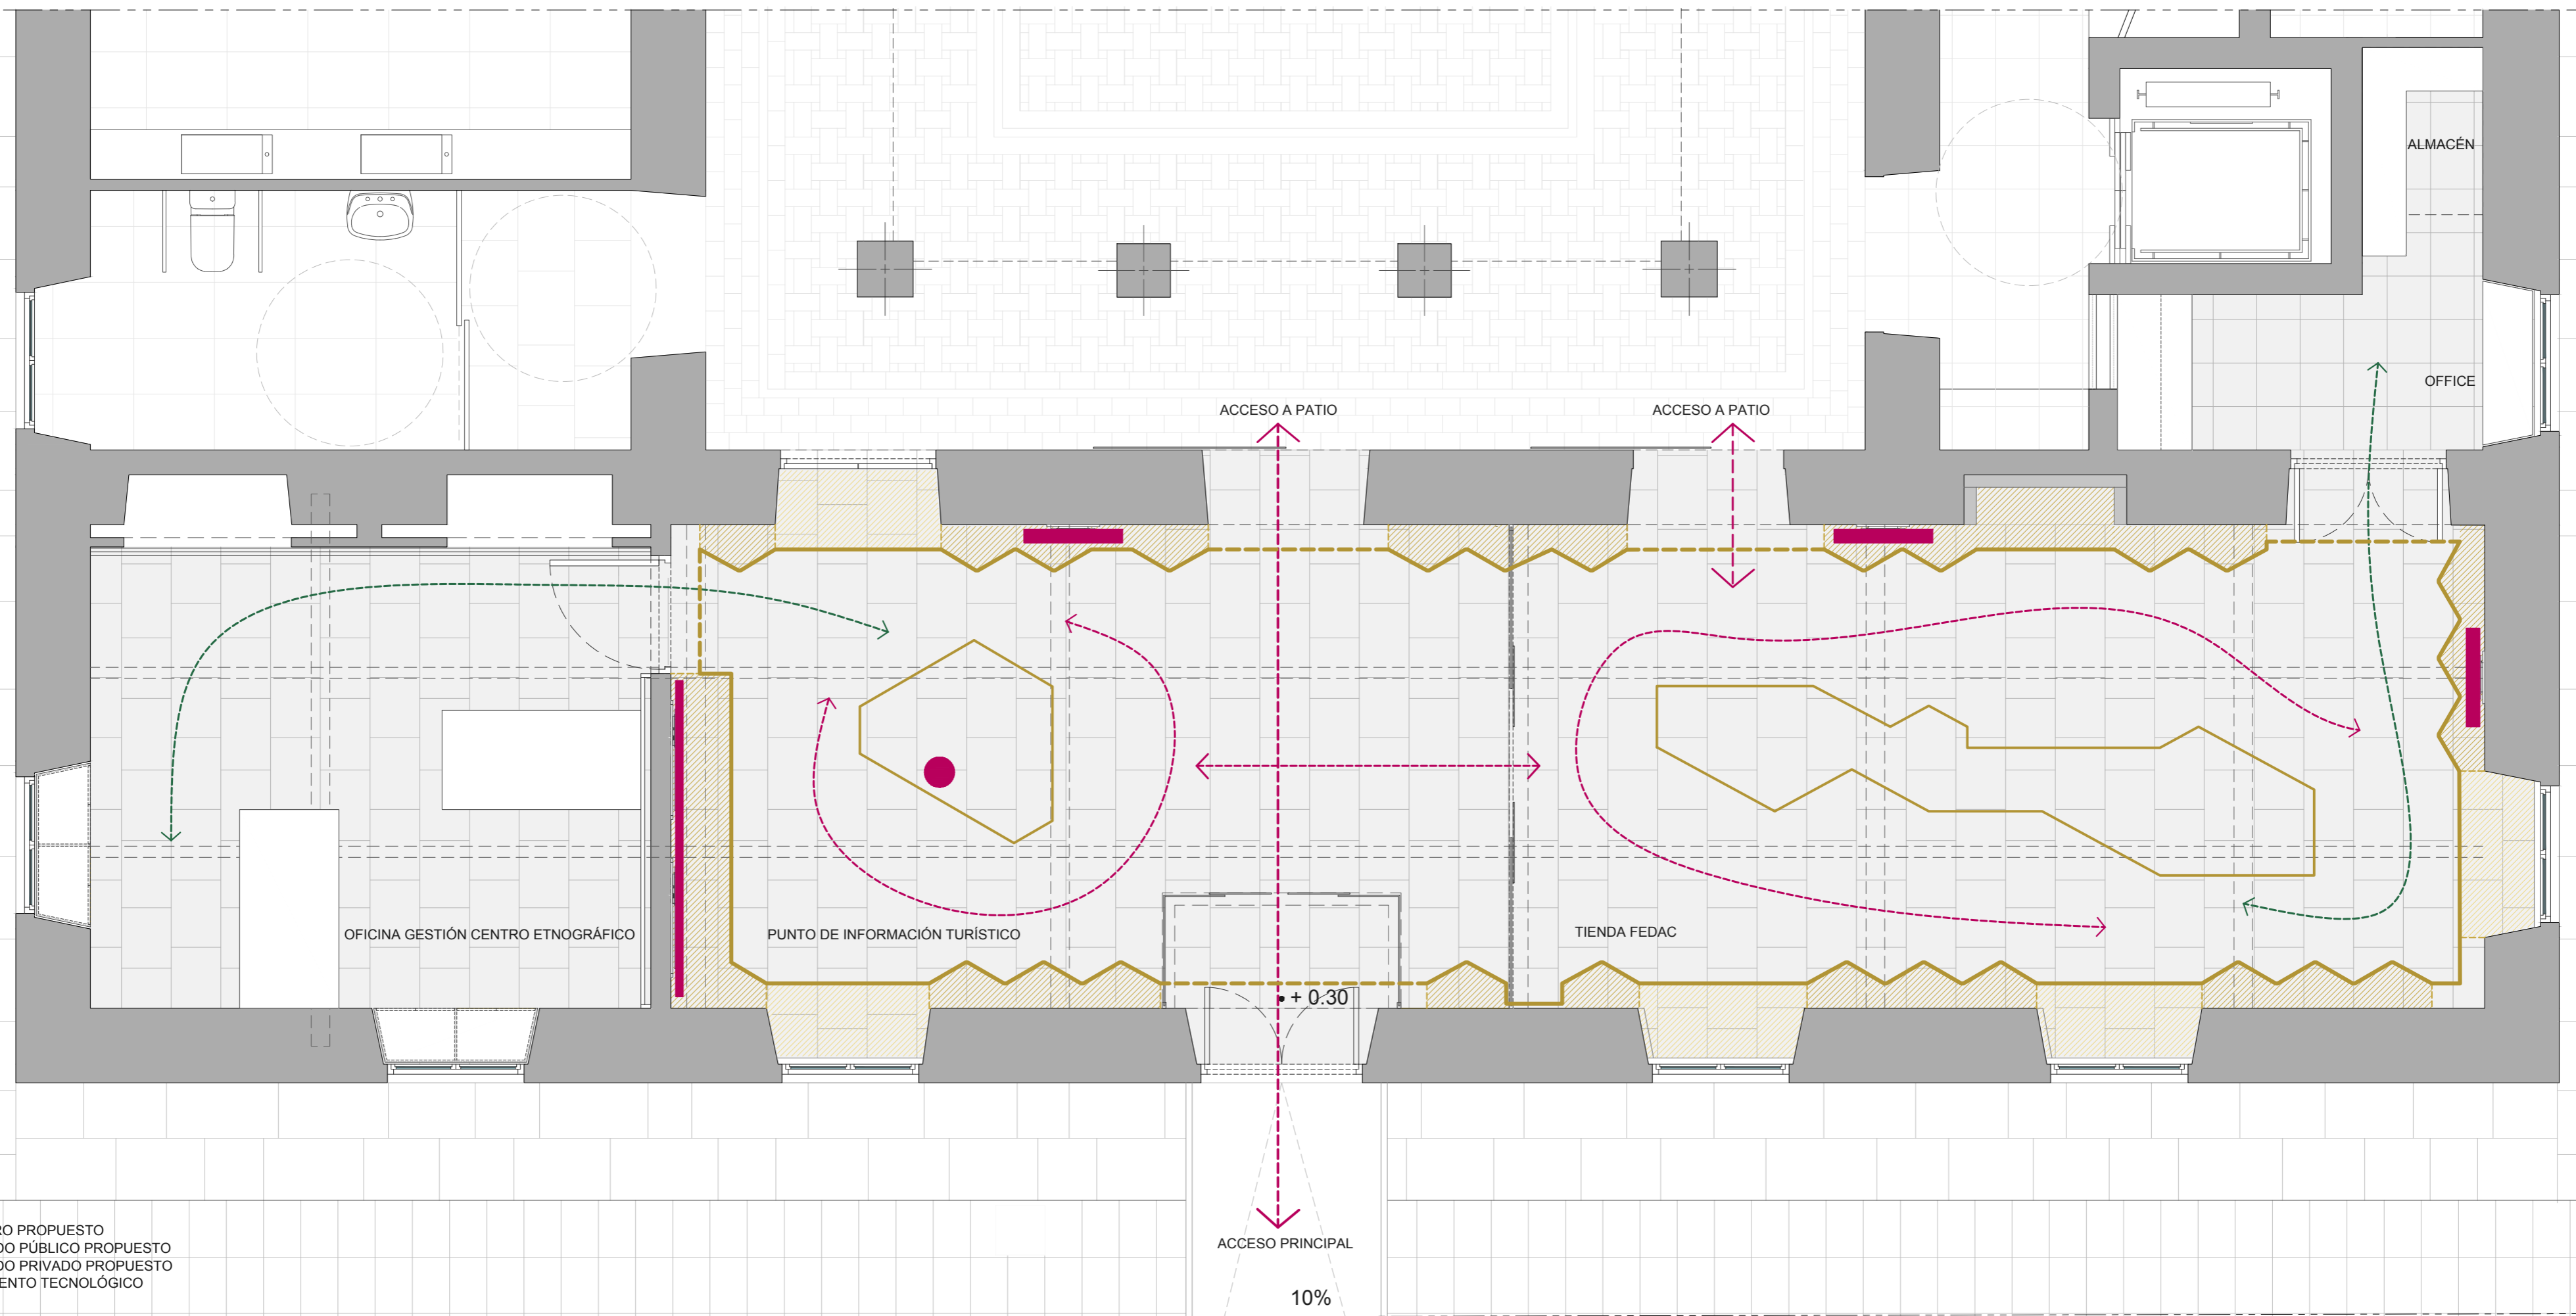 ALMACÉN
OFFICE
ACCESO A PATIO
ACCESO A PATIO
OFICINA GESTIÓN CENTRO ETNOGRÁFICO
PUNTO DE INFORMACIÓN TURÍSTICO
TIENDA FEDAC
+ 0.30
RO PROPUESTO
DO PÚBLICO PROPUESTO
DO PRIVADO PROPUESTO
ENTO TECNOLÓGICO
ACCESO PRINCIPAL
10%